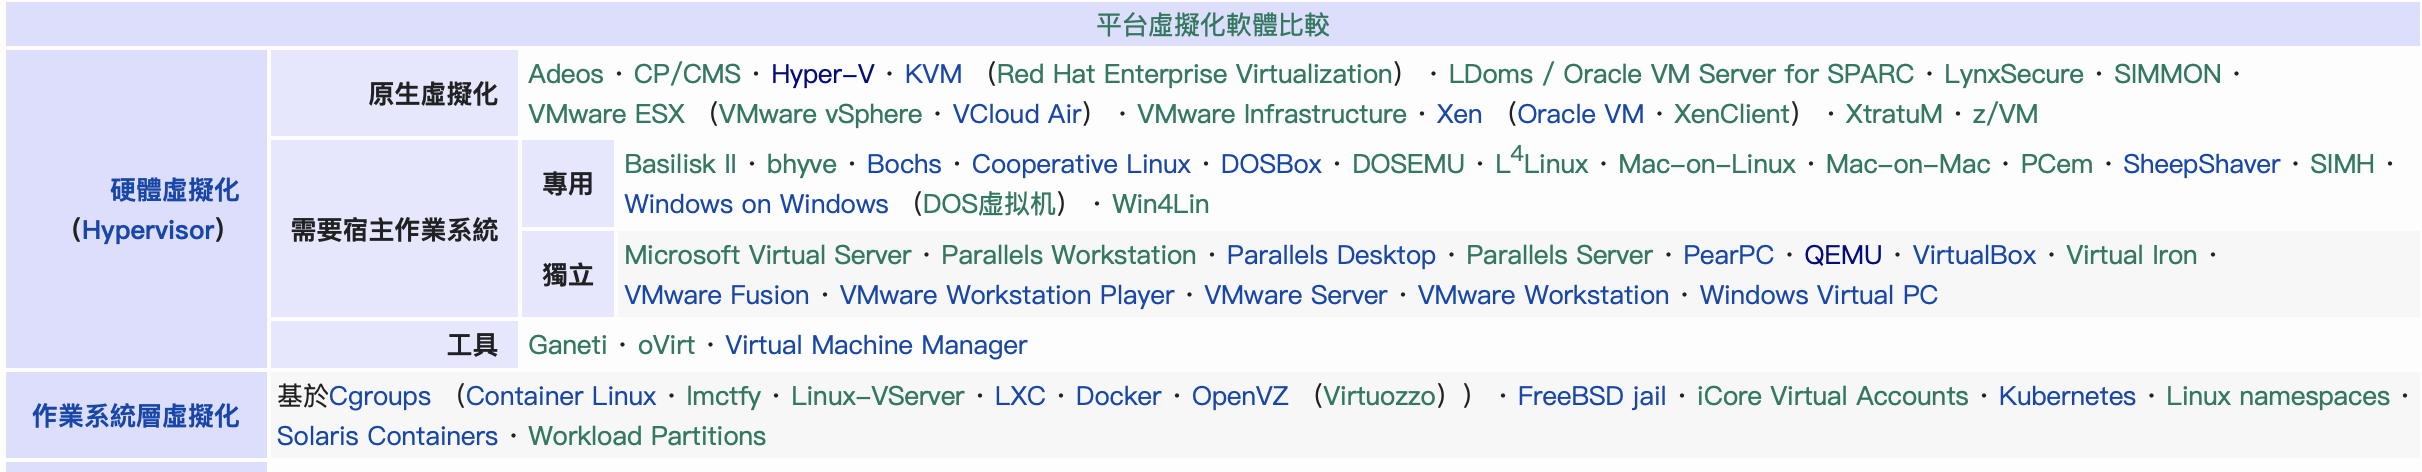 平台虛擬化軟體比較
硬體虛擬化
（Hypervisor）
原生虛擬化
Adeos · CP/CMS · Hyper-V · KVM （Red Hat Enterprise Virtualization） · LDoms / Oracle VM Server for SPARC · LynxSecure · SIMMON ·
VMware ESX （VMware vSphere · VCloud Air） · VMware Infrastructure · Xen （Oracle VM · XenClient） · XtratuM · z/VM
需要宿主作業系統
專用
Basilisk II · bhyve · Bochs · Cooperative Linux · DOSBox · DOSEMU · L⁴Linux · Mac-on-Linux · Mac-on-Mac · PCem · SheepShaver · SIMH ·
Windows on Windows （DOS虚拟机） · Win4Lin
獨立
Microsoft Virtual Server · Parallels Workstation · Parallels Desktop · Parallels Server · PearPC · QEMU · VirtualBox · Virtual Iron ·
VMware Fusion · VMware Workstation Player · VMware Server · VMware Workstation · Windows Virtual PC
工具
Ganeti · oVirt · Virtual Machine Manager
作業系統層虛擬化
基於Cgroups （Container Linux · lmctfy · Linux-VServer · LXC · Docker · OpenVZ （Virtuozzo）） · FreeBSD jail · iCore Virtual Accounts · Kubernetes · Linux namespaces ·
Solaris Containers · Workload Partitions